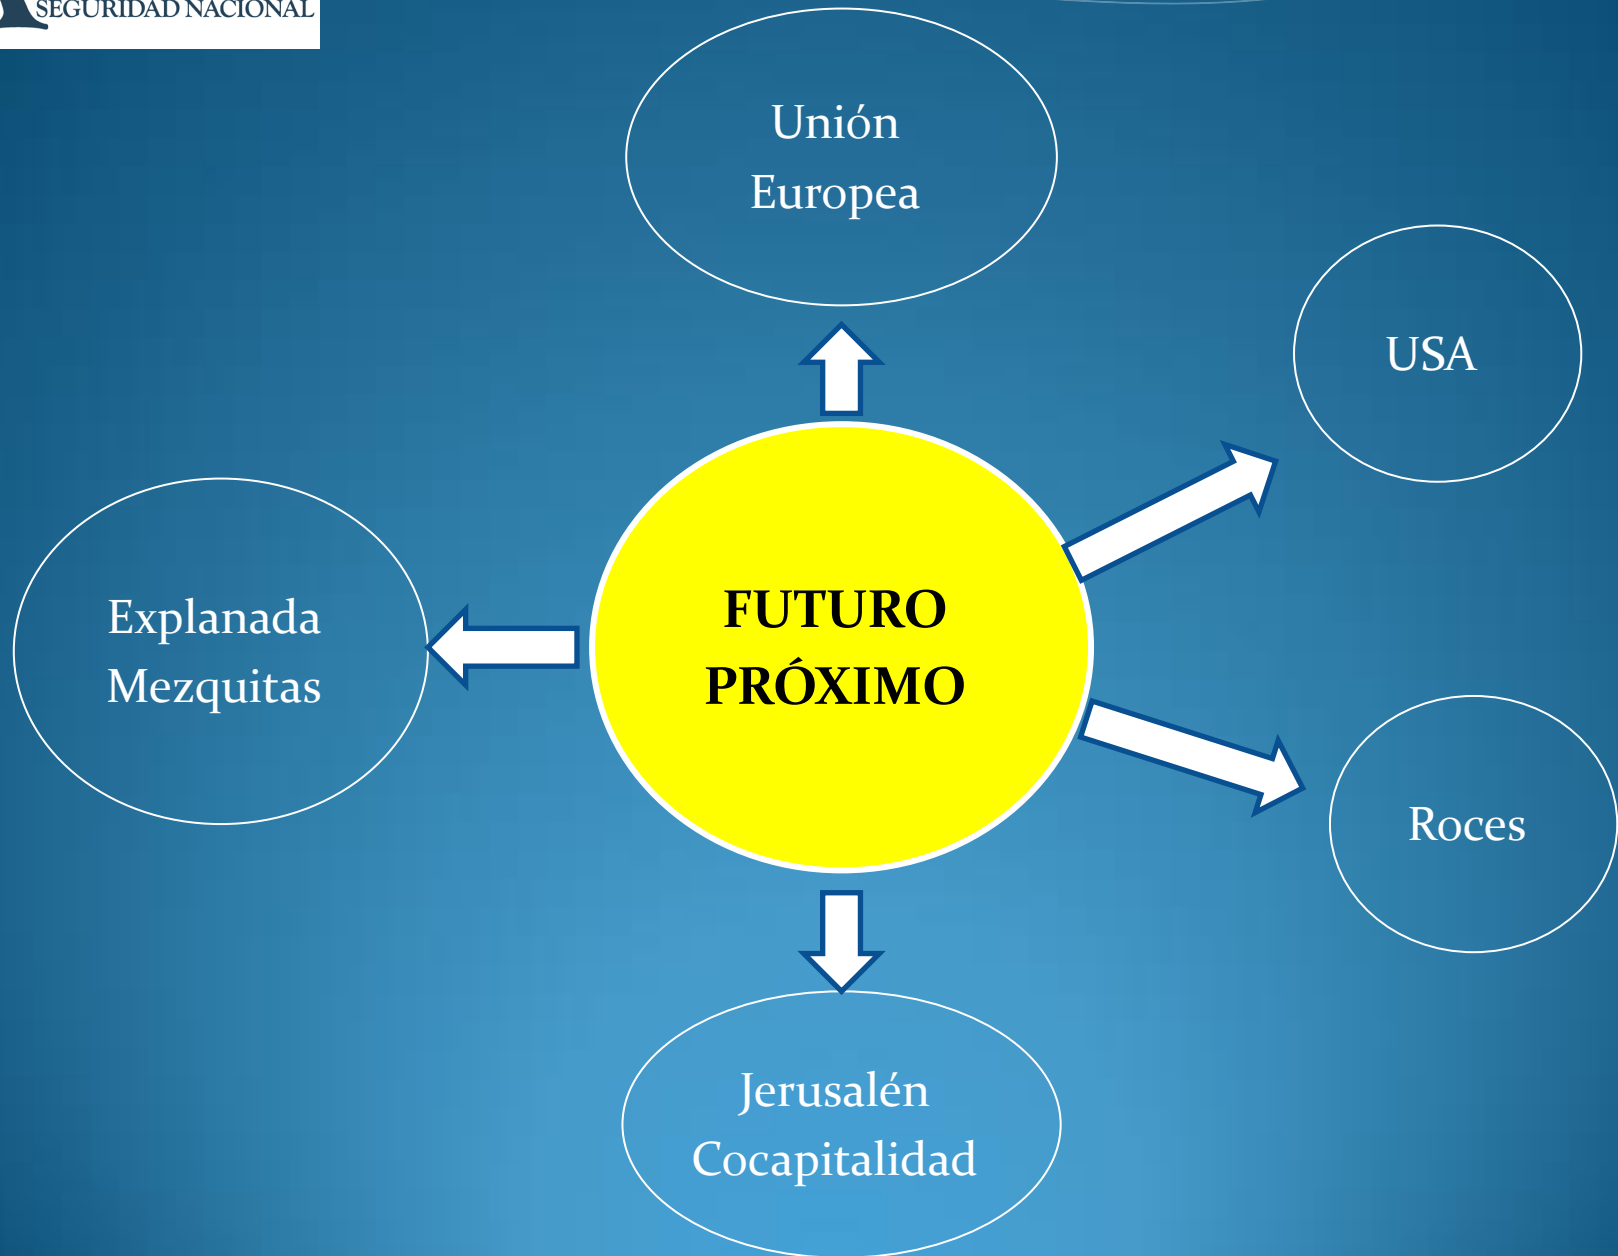 SEGURIDAD NACIONAL
Unión
Europea
USA
Explanada
Mezquitas
FUTURO
PRÓXIMO
Roces
Jerusalén
Cocapitalidad